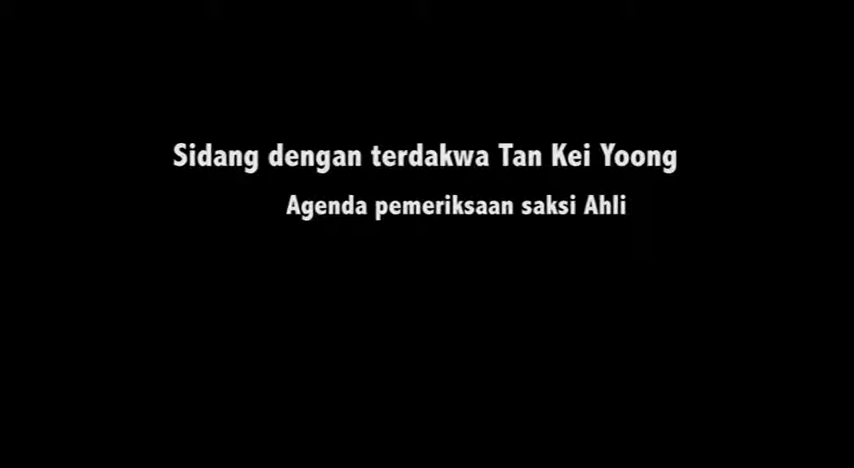 Sidang dengan terdakwa Tan Kei Yoong
Agenda pemeriksaan saksi Ahli